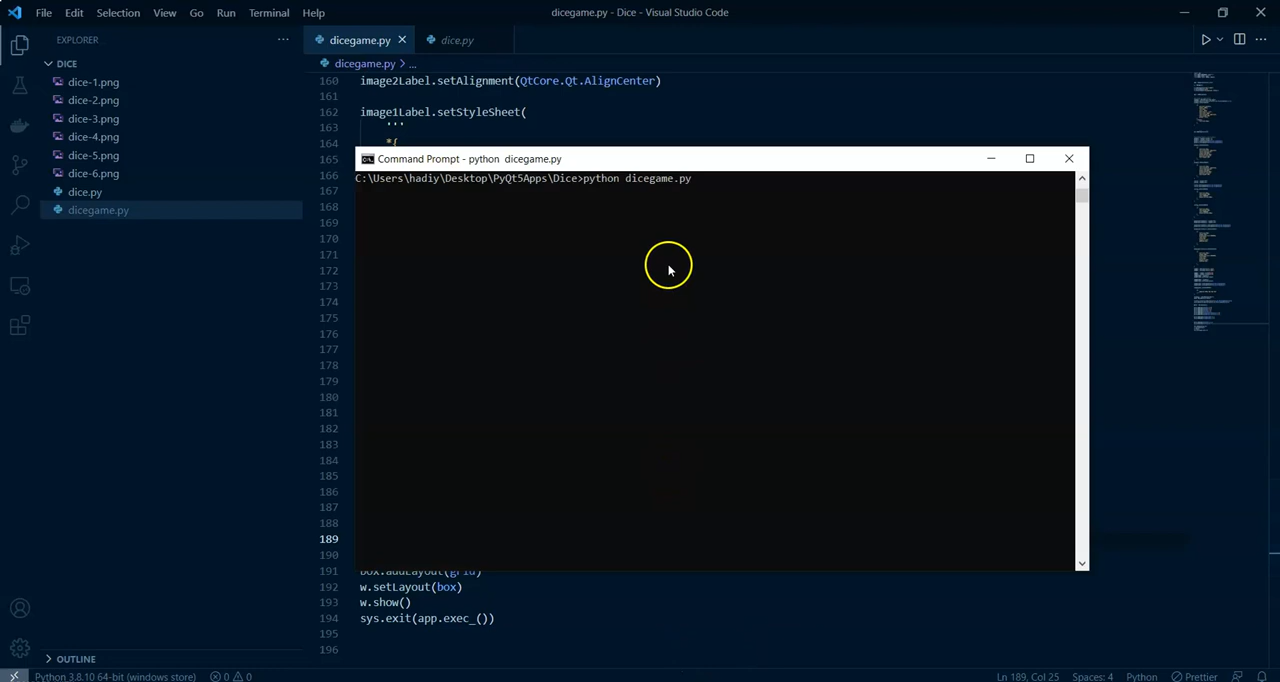 File Edit Selection View Go Run Terminal Help
dicegame.py - Dice - Visual Studio Code
EXPLORER
DICE
dice-1.png
dice-2.png
dice-3.png
dice-4.png
dice-5.png
dice-6.png
dice.py
dicegame.py
OUTLINE
dicegame.py
dice.py
dicegame.py > ...
160 image2Label.setAlignment(QtCore.Qt.AlignCenter)
161
162 image1Label.setStyleSheet(
163 '''
164 *{
165
166
167
168
169
170
171
172
173
174
175
176
177
178
179
180
181
182
183
184
185
186
187
188
189
190
191 box.addLayout(grid)
192 w.setLayout(box)
193 w.show()
194 sys.exit(app.exec_())
195
196
Command Prompt - python dicegame.py
C:\Users\hadiy\Desktop\PyQt5Apps\Dice>python dicegame.py
Python 3.8.10 64-bit (windows store) 0 0
Ln 189, Col 25 Spaces: 4 Python Prettier